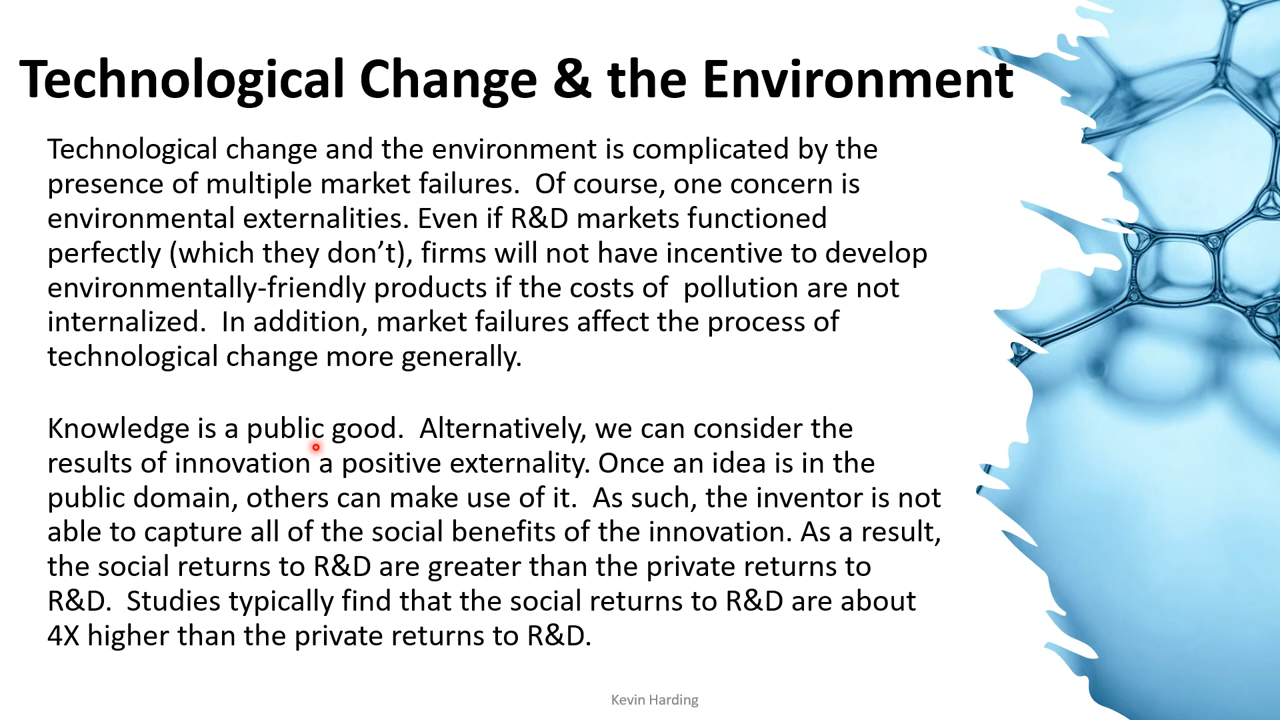 Technological Change & the Environment
Technological change and the environment is complicated by the
presence of multiple market failures.  Of course, one concern is
environmental externalities. Even if R&D markets functioned
perfectly (which they don’t), firms will not have incentive to develop
environmentally-friendly products if the costs of  pollution are not
internalized.  In addition, market failures affect the process of
technological change more generally.
Knowledge is a public good.  Alternatively, we can consider the
results of innovation a positive externality. Once an idea is in the
public domain, others can make use of it.  As such, the inventor is not
able to capture all of the social benefits of the innovation. As a result,
the social returns to R&D are greater than the private returns to
R&D.  Studies typically find that the social returns to R&D are about
4X higher than the private returns to R&D.
Kevin Harding